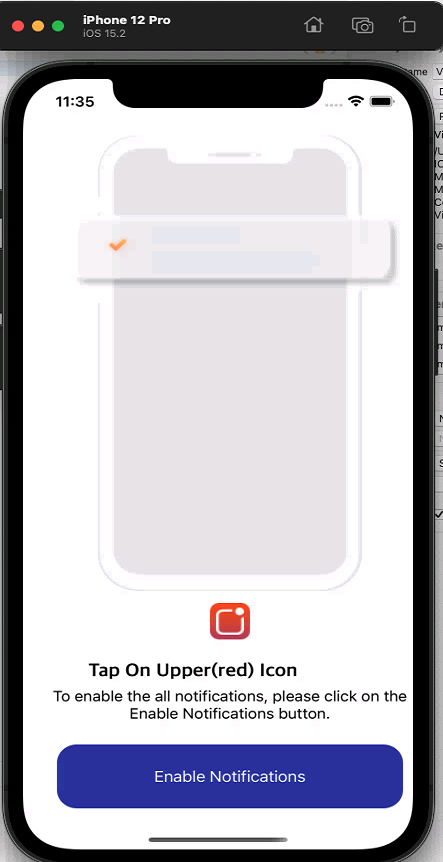 iPhone 12 Pro
iOS 15.2
ame
11:35
Tap On Upper(red) Icon
To enable the all notifications, please click on the
Enable Notifications button.
Enable Notifications